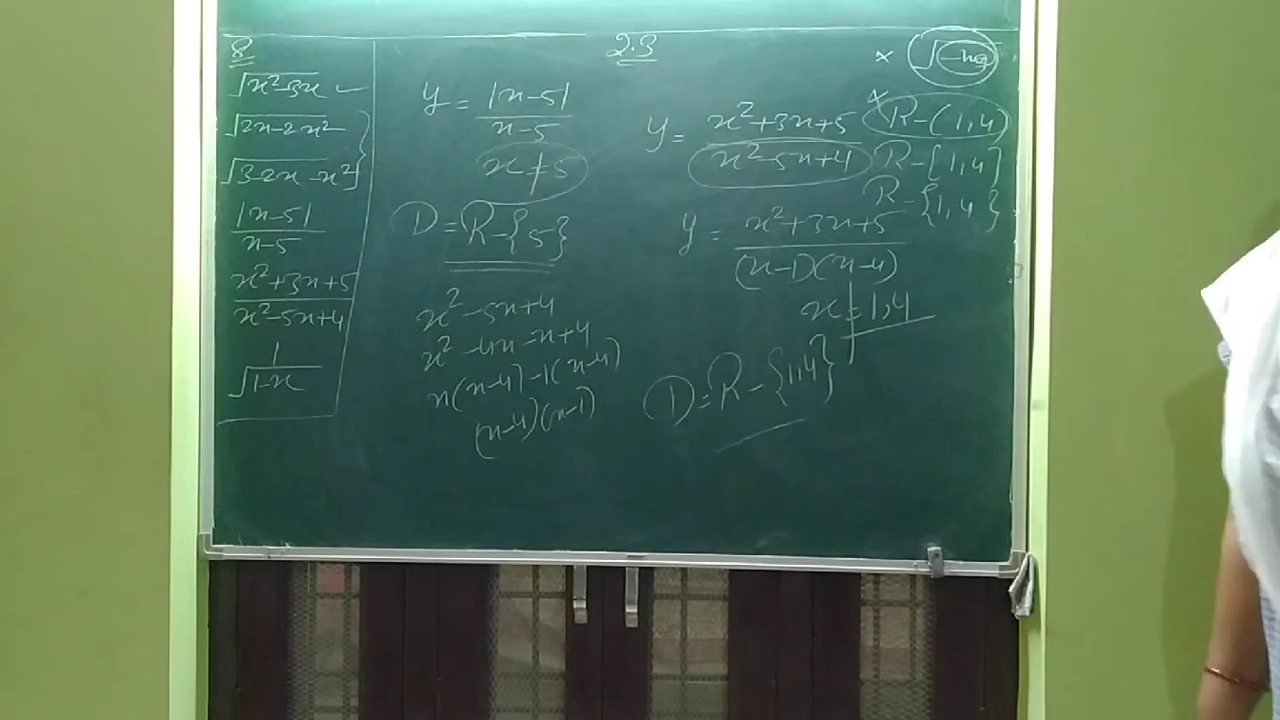 2.3
8
√x²-3x
√2x-2x²
√3-2x-x²
|x-5|
x-5
x²+3x+5
x²-5x+4
1
√1-x
y = |x-5|
x-5
x ≠ 5
D = R-{5}
x²-5x+4
x²-4x-x+4
x(x-4)-1(x-4)
(x-4)(x-1)
y = x²+3x+5
x²-5x+4
y = x²+3x+5
(x-1)(x-4)
x ≠ 1,4
D = R-{1,4}
× √-ve
× R-(1,4)
R-[1,4]
R-{1,4}